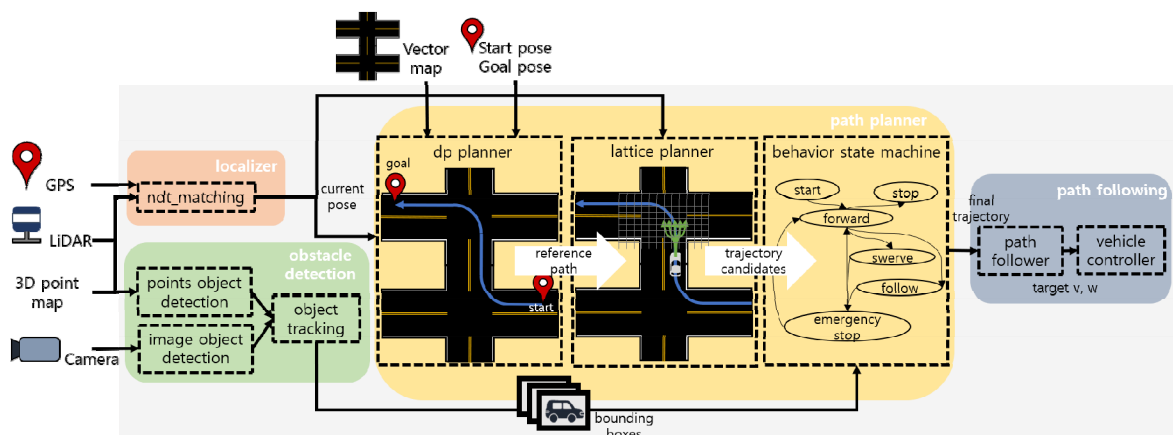 Vector
map
Start pose
Goal pose
path planner
localizer
GPS
ndt_matching
current
pose
LiDAR
3D point
map
obstacle
detection
points object
detection
image object
detection
object
tracking
Camera
dp planner
goal
start
reference
path
lattice planner
trajectory
candidates
behavior state machine
start
stop
forward
swerve
follow
emergency
stop
bounding
boxes
path following
final
trajectory
path
follower
vehicle
controller
target v, w